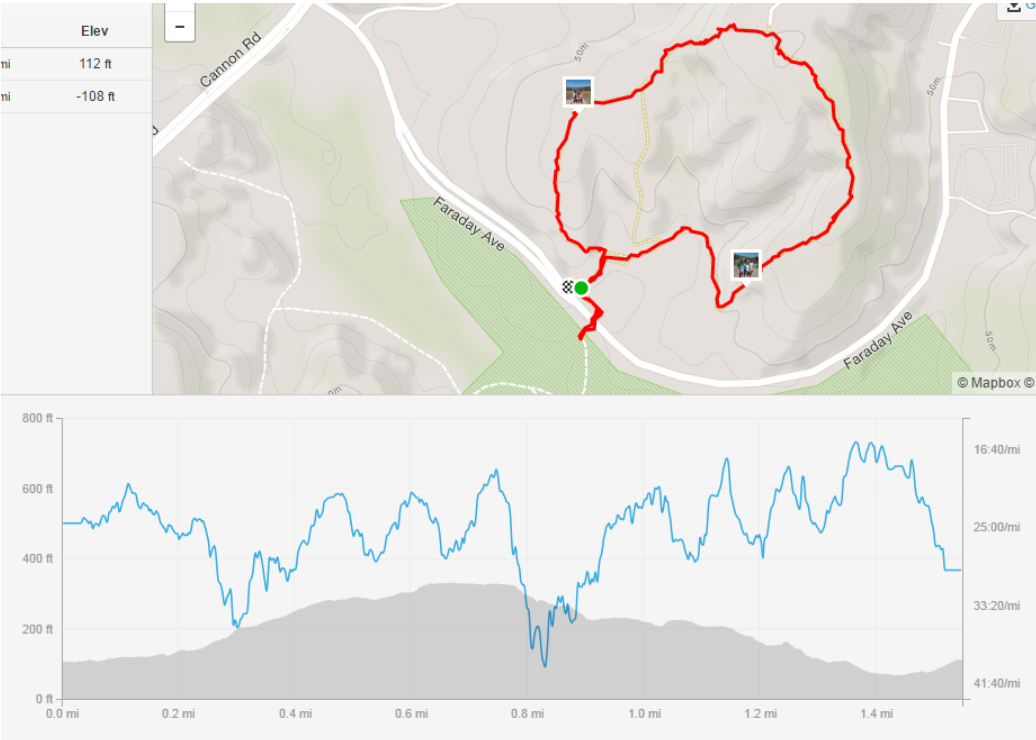 Elev
mi 112 ft
mi -108 ft
−
G
Cannon Rd
50m
50m
Faraday Ave
Faraday Ave
50m
© Mapbox ©
800 ft
600 ft
400 ft
200 ft
0 ft
16:40/mi
25:00/mi
33:20/mi
41:40/mi
0.0 mi
0.2 mi
0.4 mi
0.6 mi
0.8 mi
1.0 mi
1.2 mi
1.4 mi